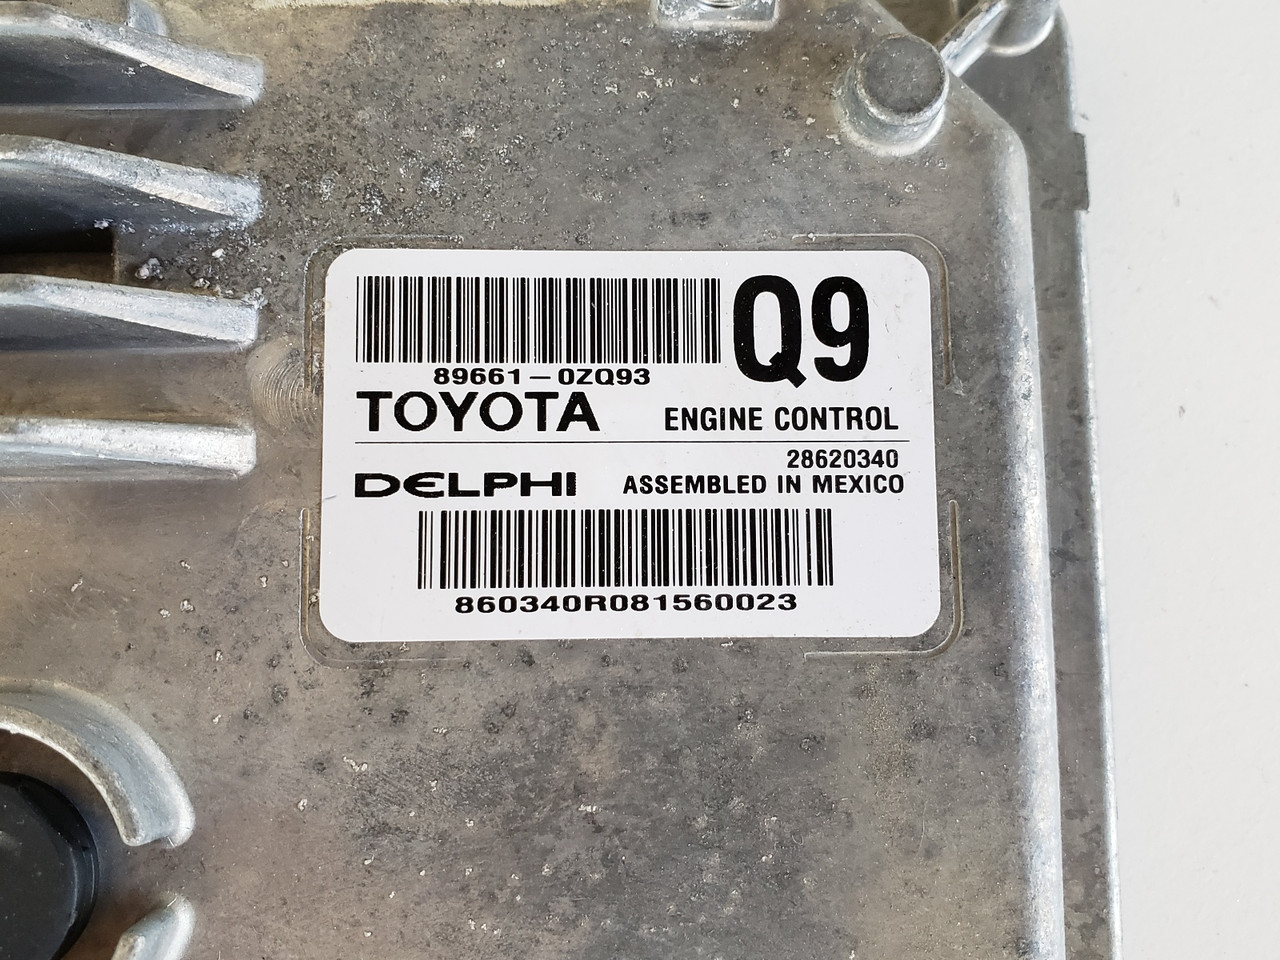 Q9
89661-0ZQ93
TOYOTA ENGINE CONTROL
28620340
DELPHI ASSEMBLED IN MEXICO
860340R081560023